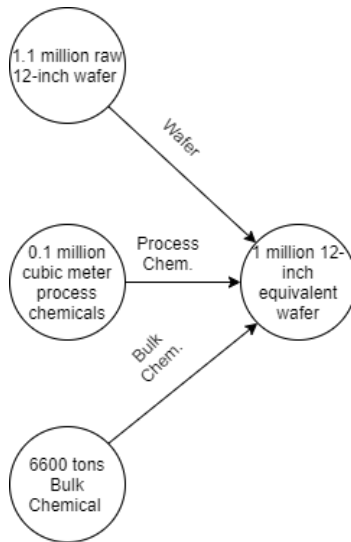 1.1 million raw
12-inch wafer
Wafer
0.1 million
cubic meter
process
chemicals
Process
Chem.
1 million 12-
inch
equivalent
wafer
Bulk
Chem.
6600 tons
Bulk
Chemical